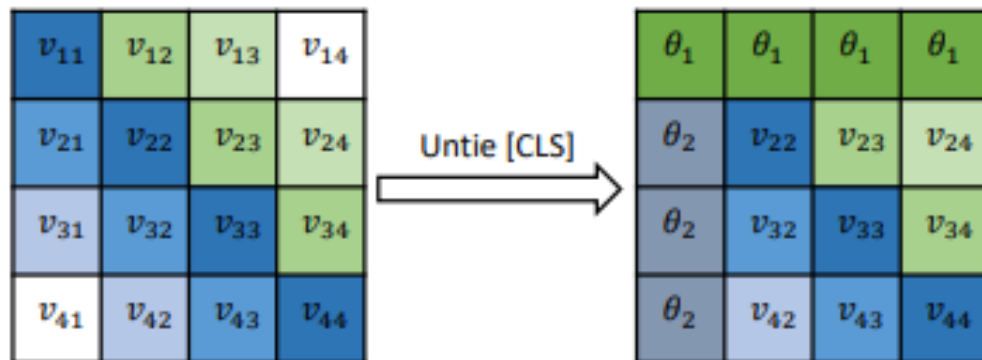 v₁₁ v₁₂ v₁₃ v₁₄ θ₁ θ₁ θ₁ θ₁
v₂₁ v₂₂ v₂₃ v₂₄ Untie [CLS] θ₂ v₂₂ v₂₃ v₂₄
v₃₁ v₃₂ v₃₃ v₃₄ θ₂ v₃₂ v₃₃ v₃₄
v₄₁ v₄₂ v₄₃ v₄₄ θ₂ v₄₂ v₄₃ v₄₄